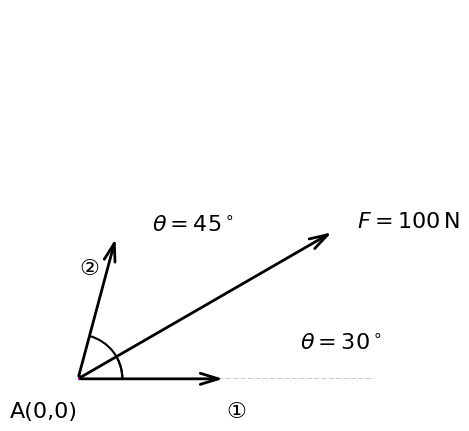 θ = 45°
F = 100 N
②
θ = 30°
A(0,0)
①